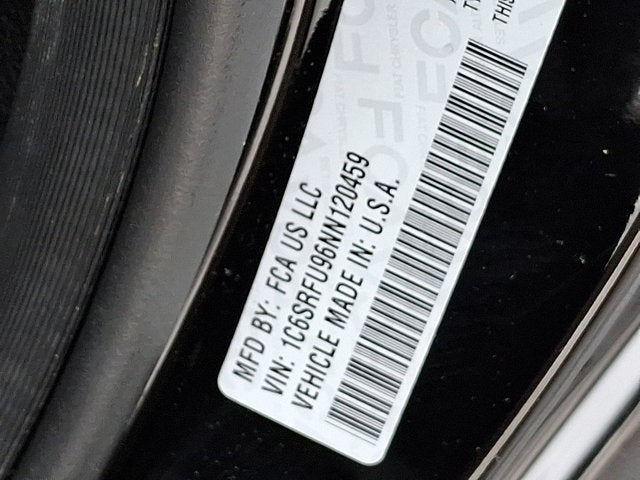 MFD BY: FCA US LLC
VIN: 1C6SRFU96NN120459
VEHICLE MADE IN: U.S.A.